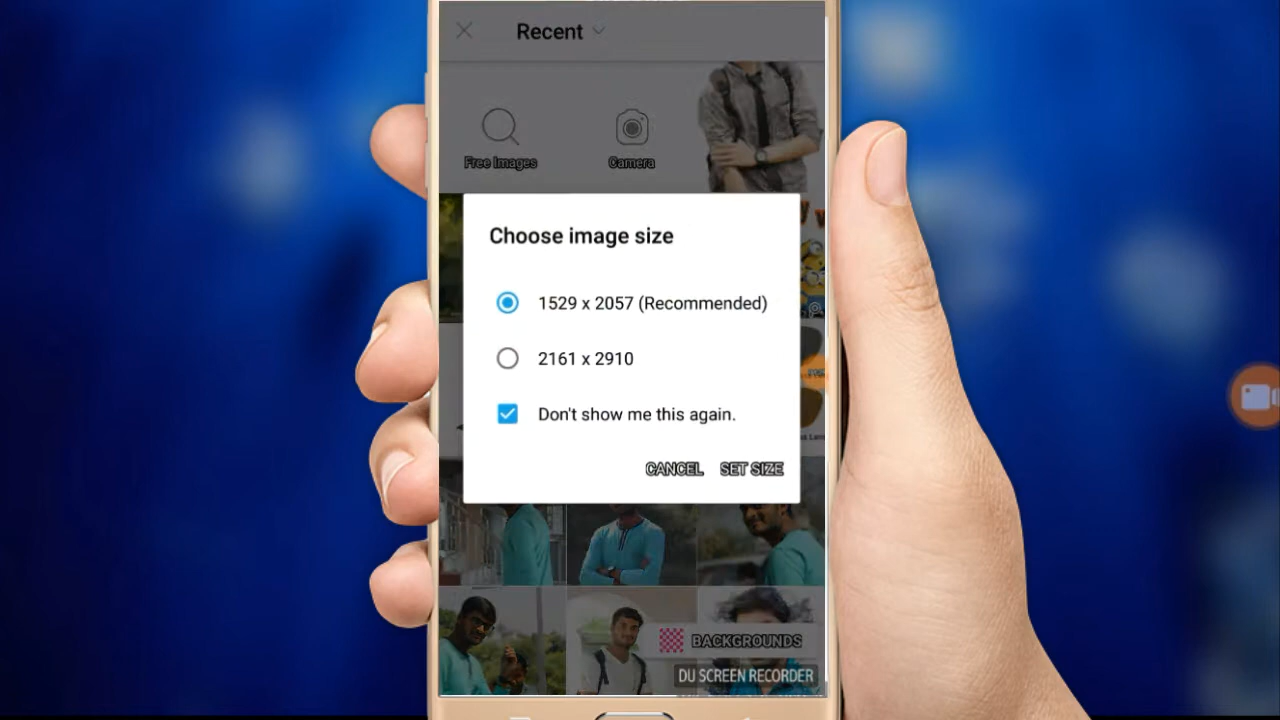 Recent
Free Images
Camera
Choose image size
1529 x 2057 (Recommended)
2161 x 2910
Don't show me this again.
CANCEL
SET SIZE
BACKGROUNDS
DU SCREEN RECORDER